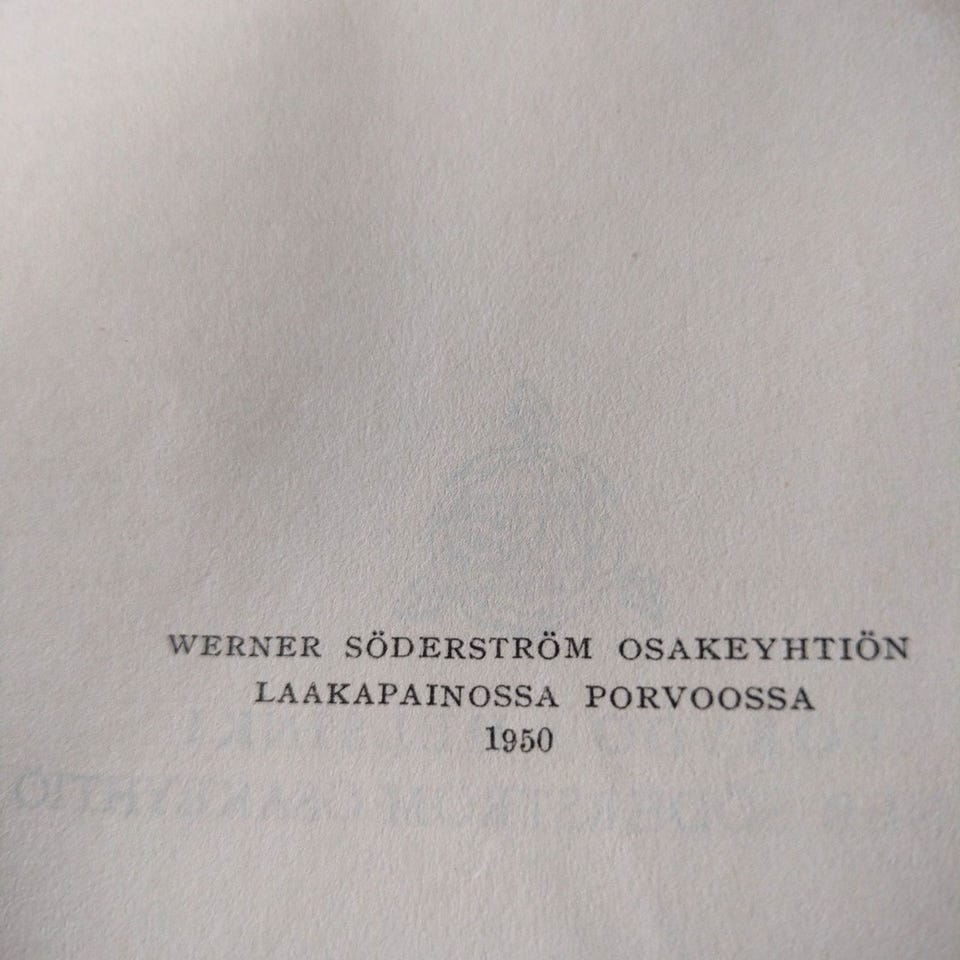 WERNER SÖDERSTRÖM OSAKEYHTIÖN
LAAKAPAINOSSA PORVOOSSA
1950